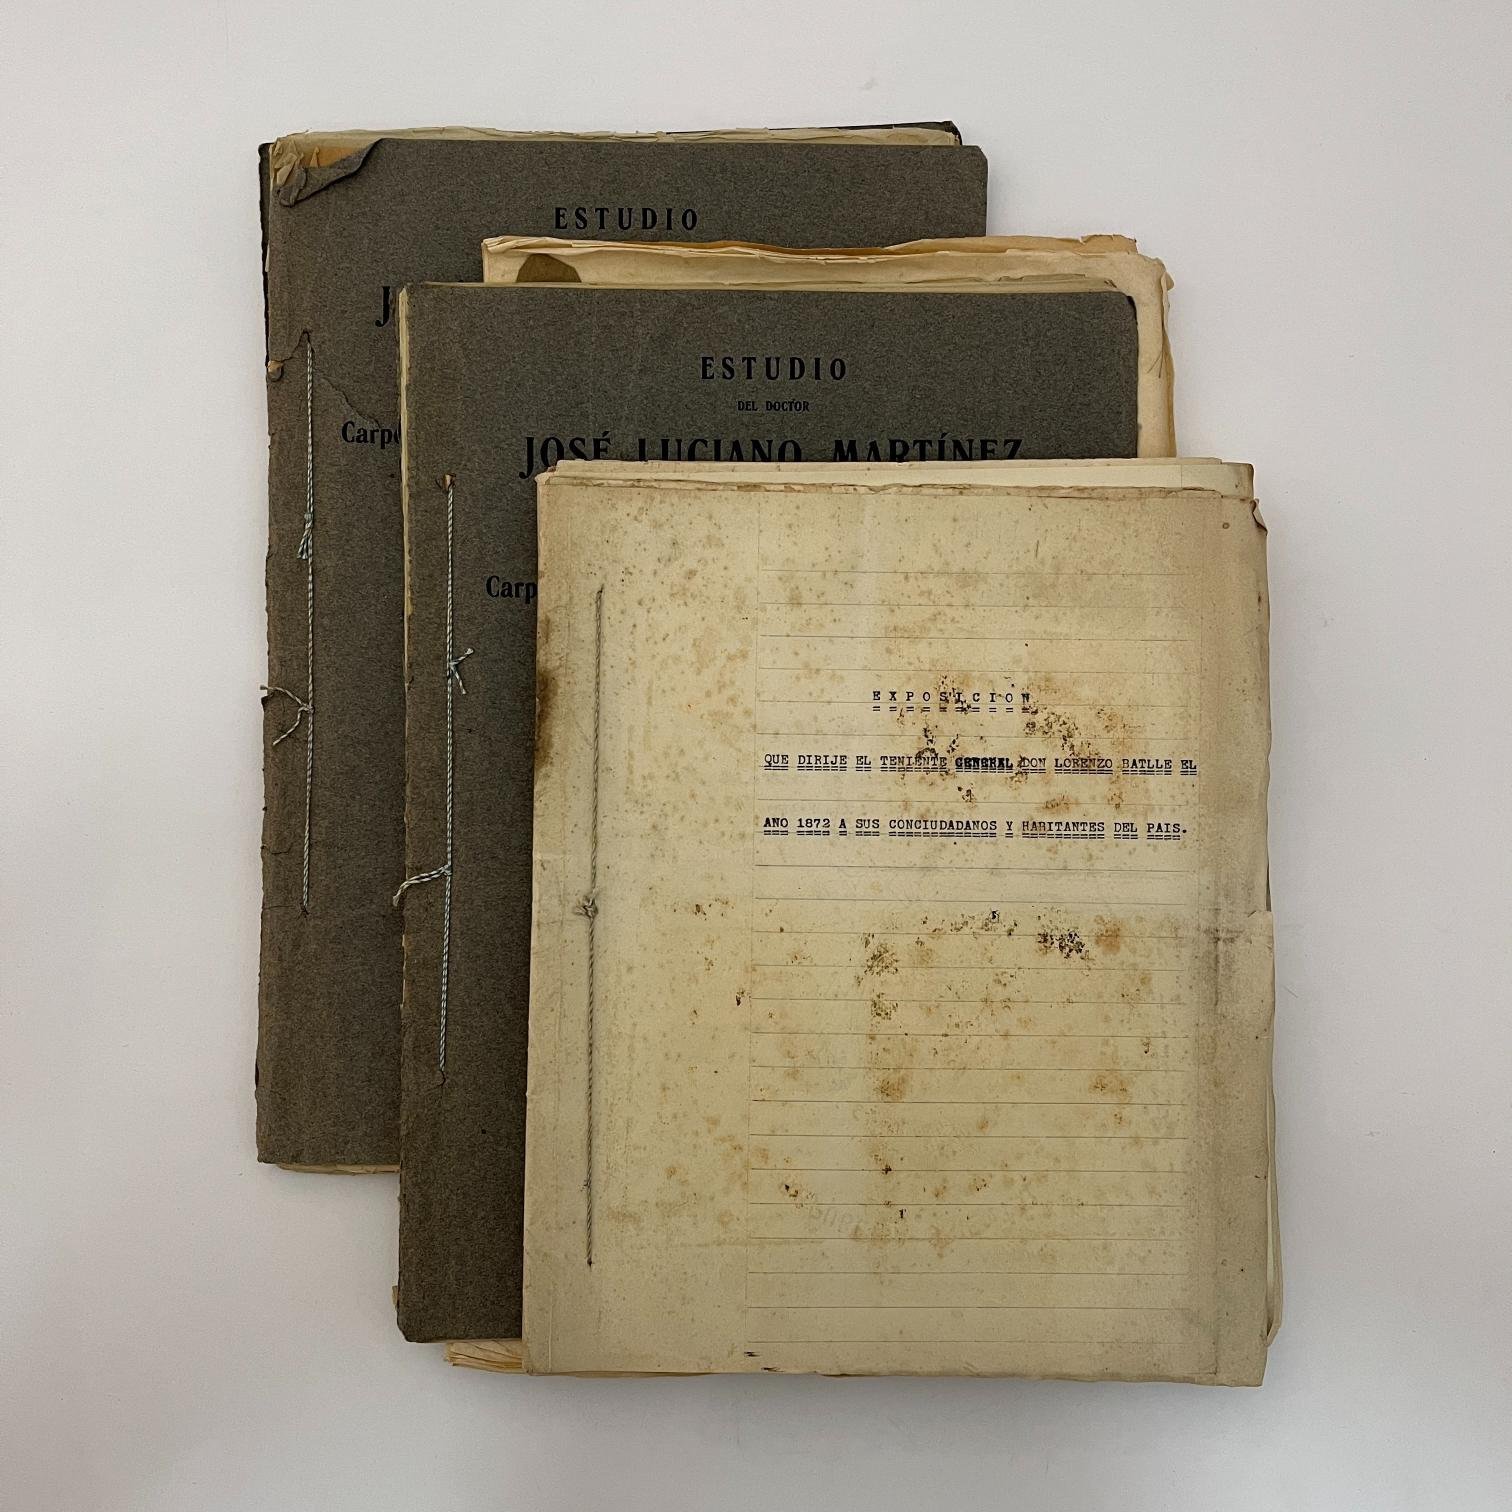 ESTUDIO
Carp
ESTUDIO
DEL DOCTOR
JOSÉ LUCIANO MARTÍNEZ
Carp
EXPOSICION
QUE DIRIJE EL TENIENTE GENERAL DON LORENZO BATLLE EL
AÑO 1872 A SUS CONCIUDADANOS Y HABITANTES DEL PAIS.